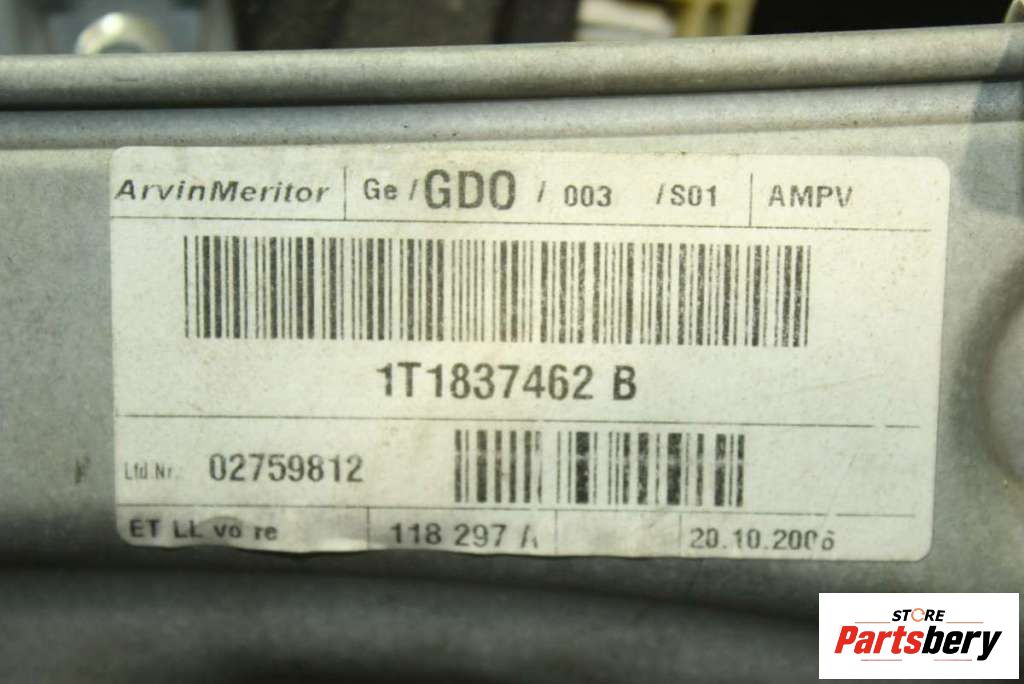 ArvinMeritor Ge / GDO / 003 / S01 AMPV
1T1837462 B
Lfd Nr. 02759812
ET LL vo re 118 297 A 20.10.2006
STORE
Partsbery